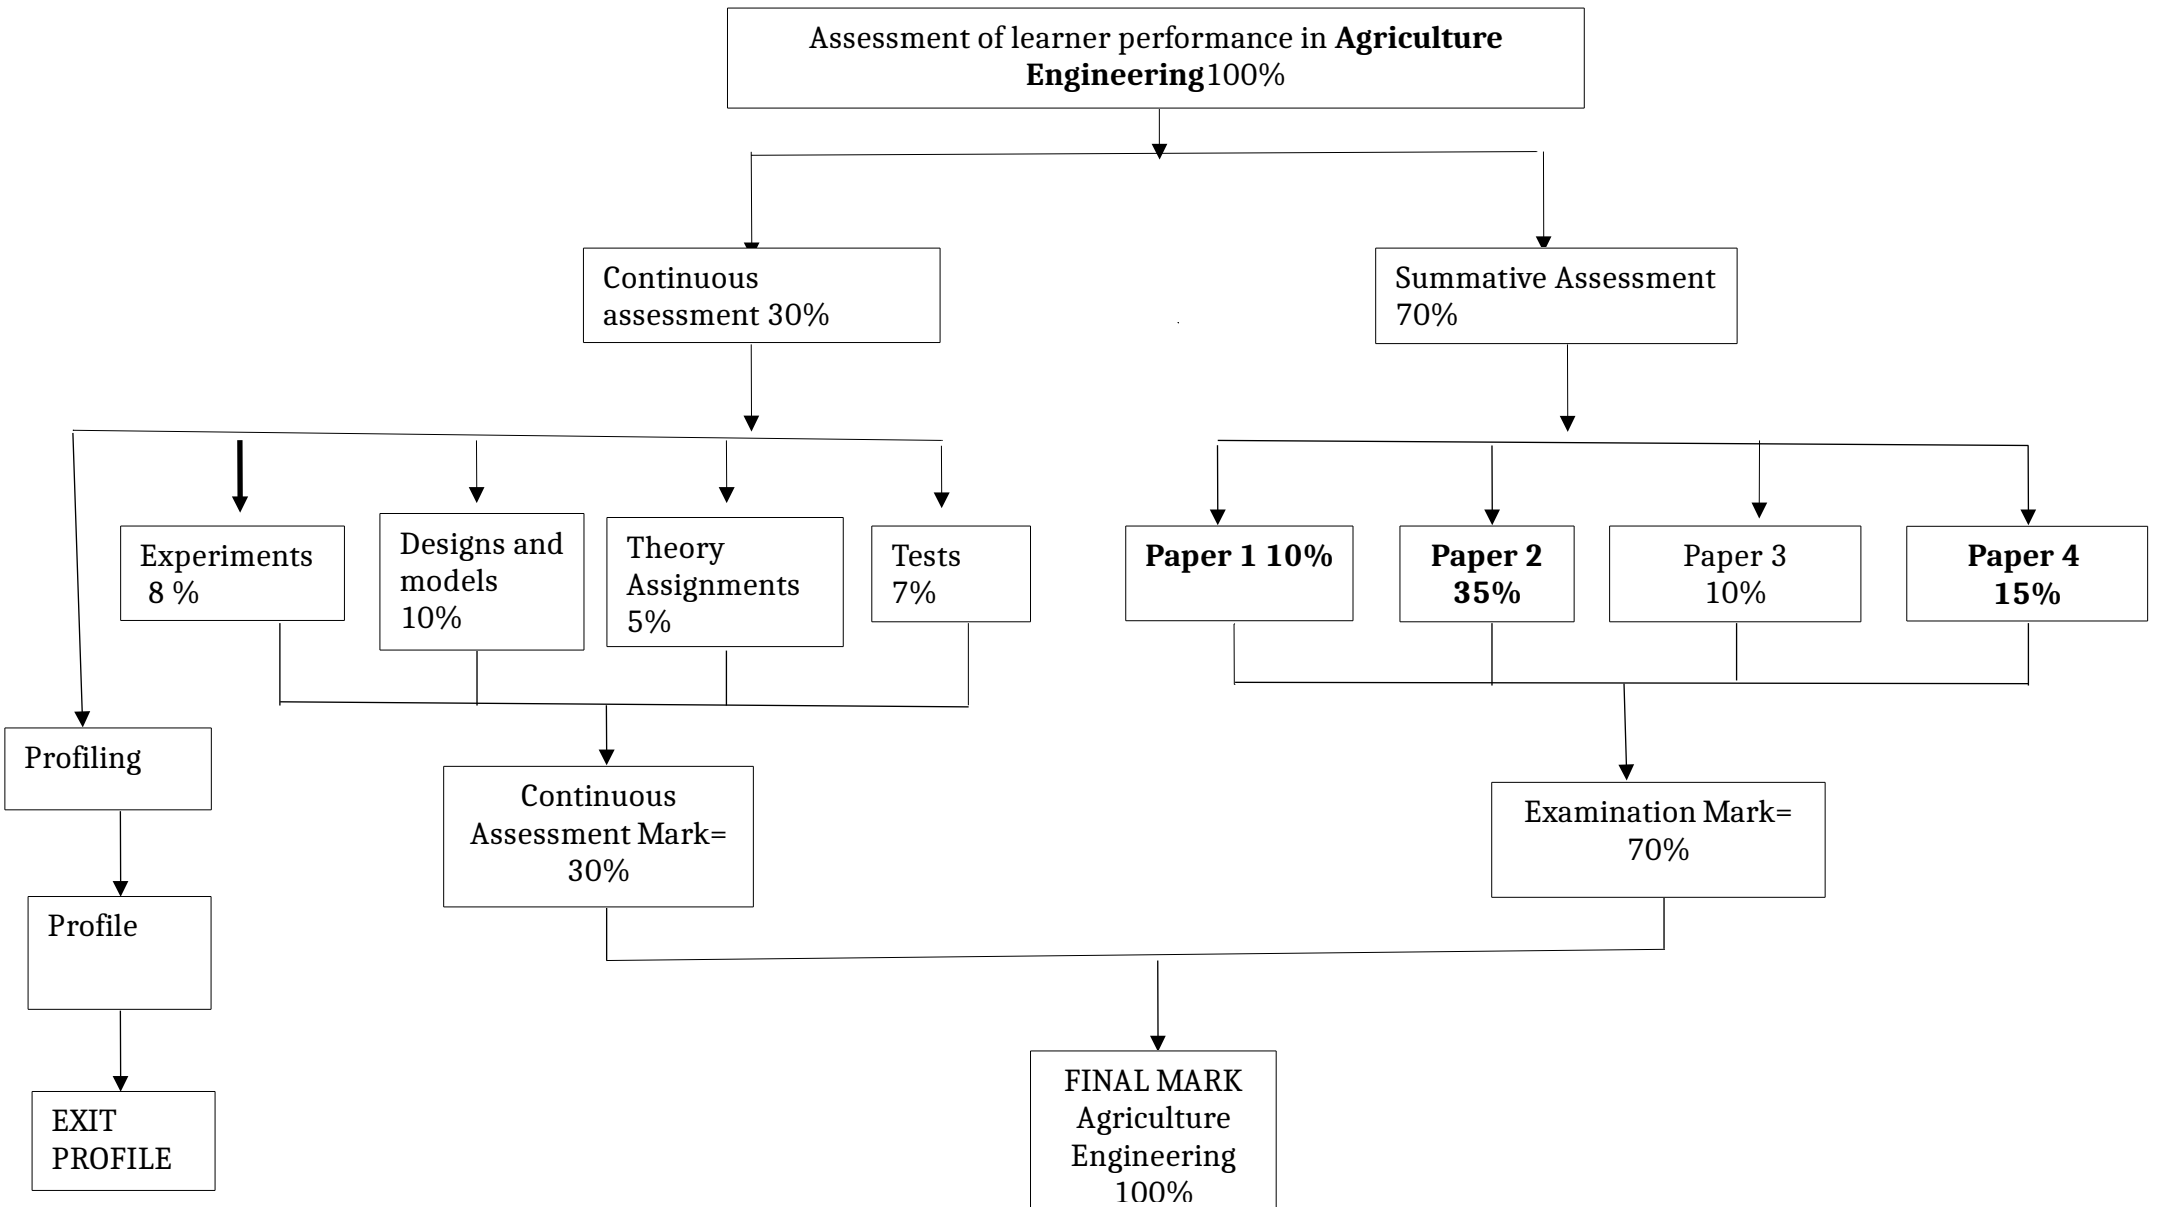 Assessment of learner performance in Agriculture
Engineering100%
Continuous
assessment 30%
Summative Assessment
70%
Experiments
8 %
Designs and
models
10%
Theory
Assignments
5%
Tests
7%
Paper 1 10%
Paper 2
35%
Paper 3
10%
Paper 4
15%
Profiling
Continuous
Assessment Mark=
30%
Examination Mark=
70%
Profile
EXIT
PROFILE
FINAL MARK
Agriculture
Engineering
100%